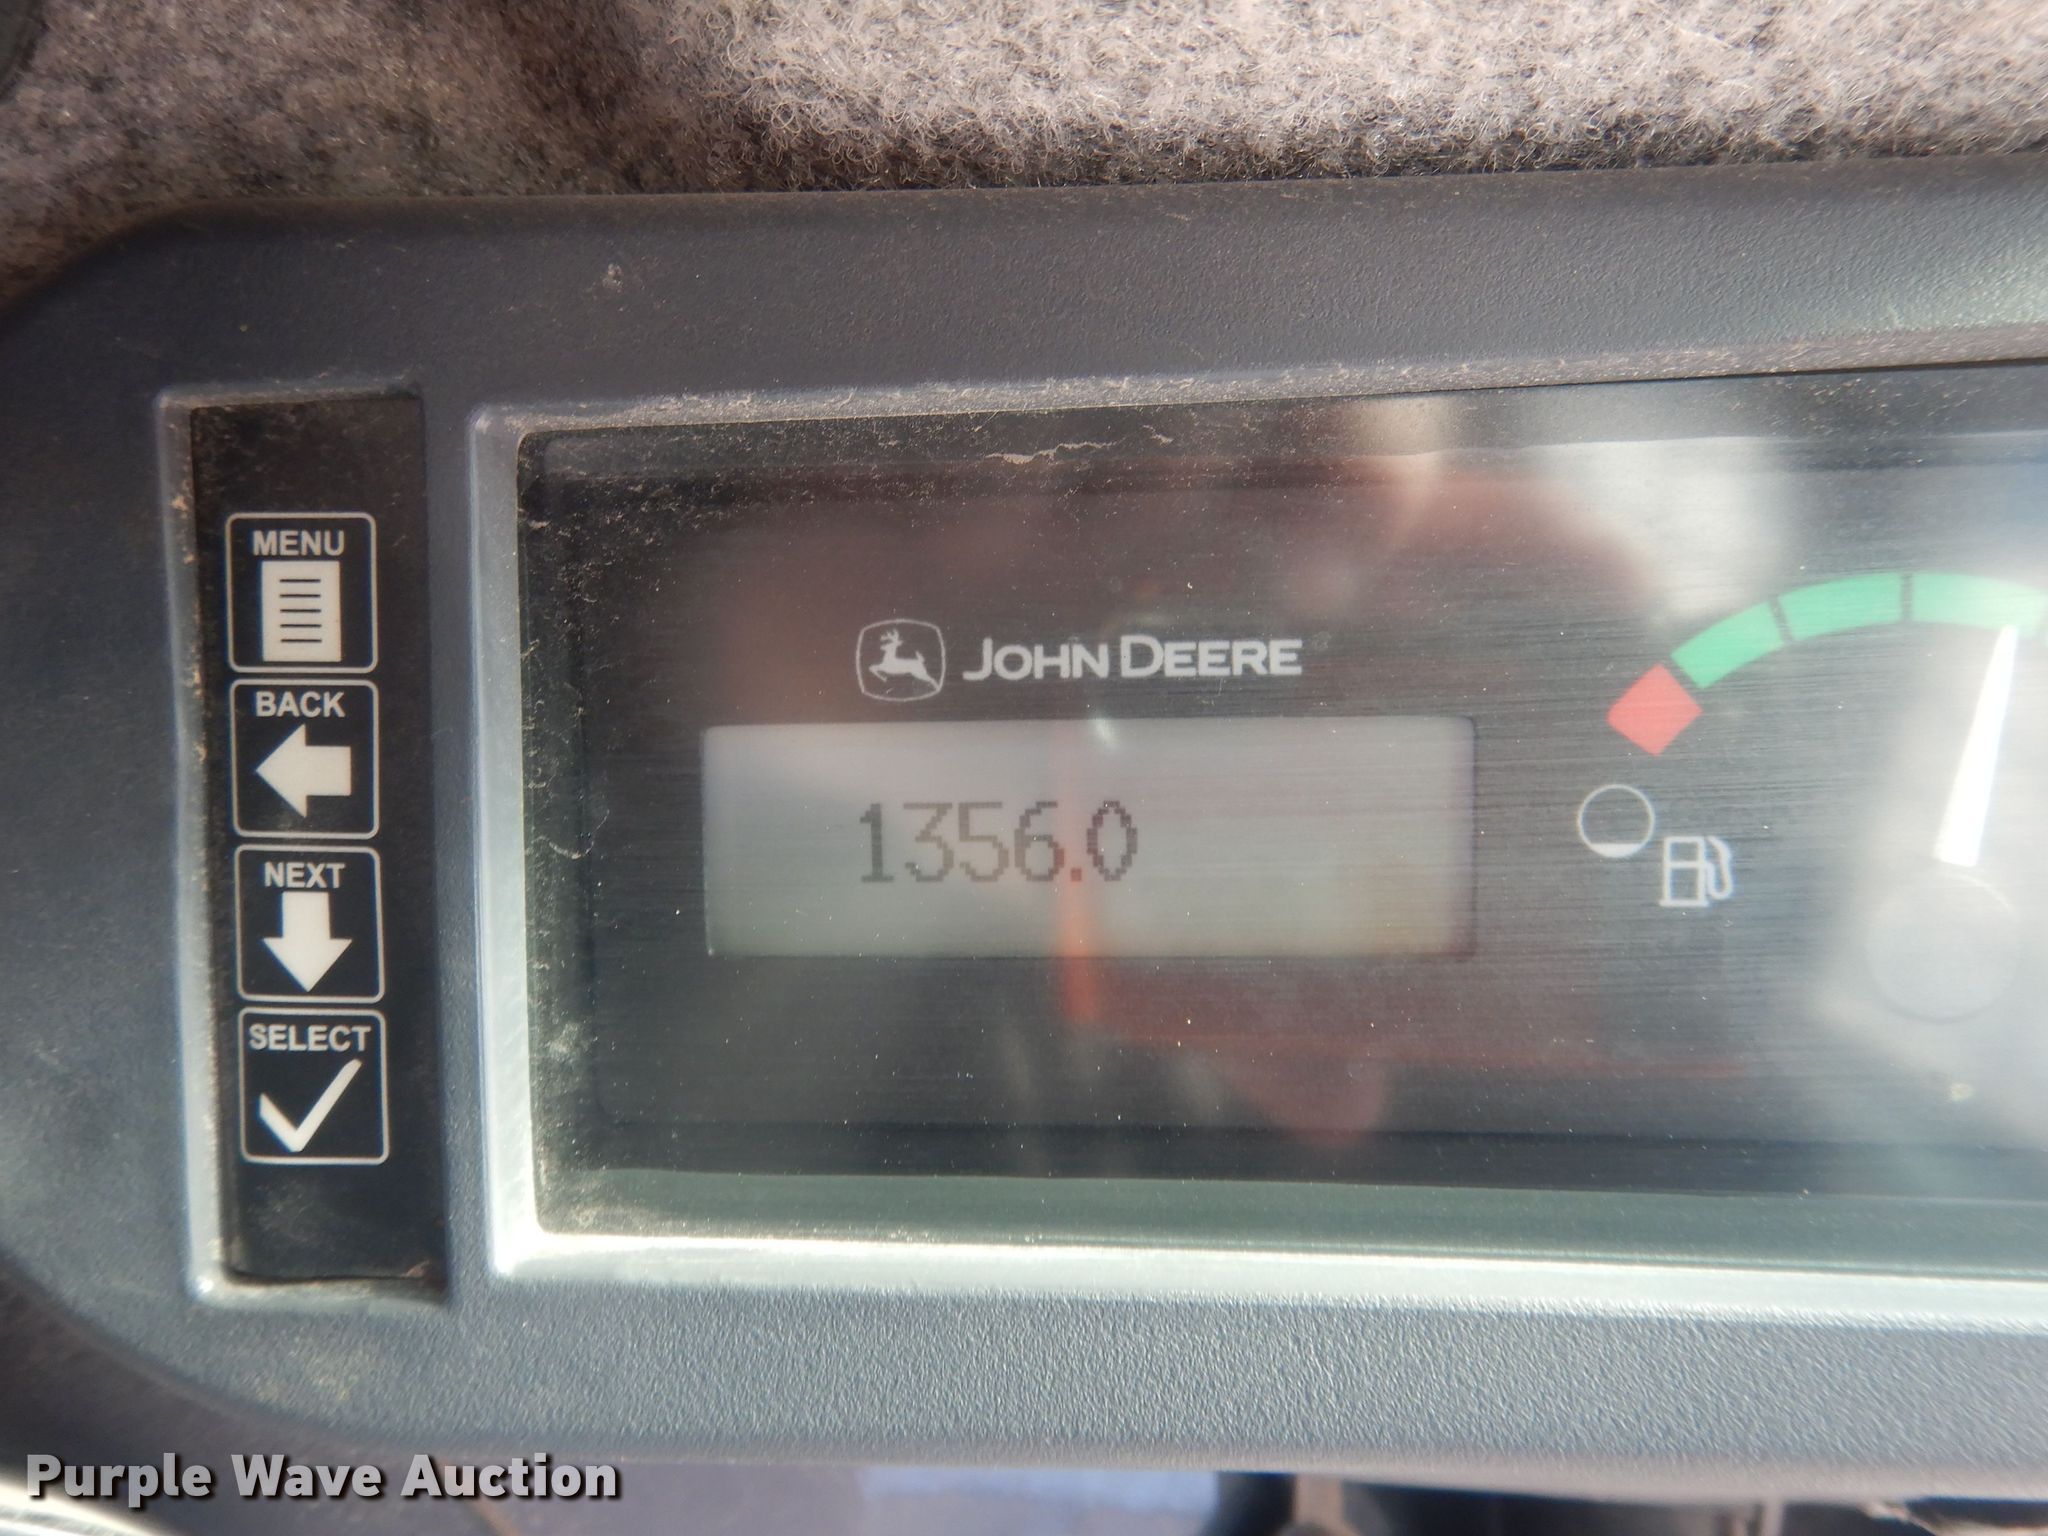 MENU
BACK
NEXT
SELECT
JOHN DEERE
1356.0
Purple Wave Auction